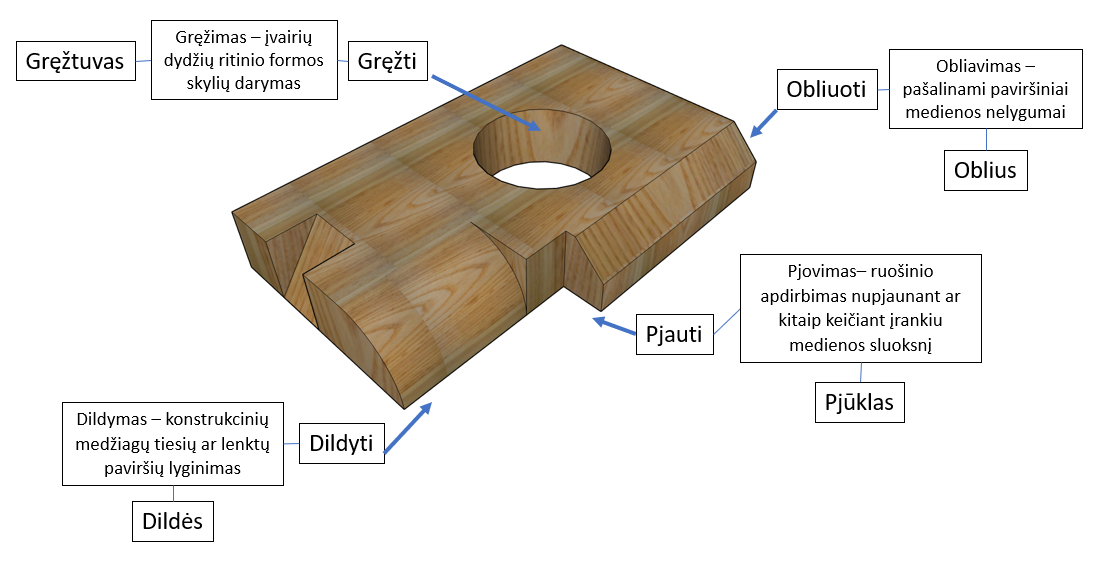 Gręžtuvas
Gręžimas – įvairių
dydžių ritinio formos
skylių darymas
Gręžti
Obliuoti
Obliavimas –
pašalinami paviršiniai
medienos nelygumai
Oblius
Pjauti
Pjovimas– ruošinio
apdirbimas nupjaunant ar
kitaip keičiant įrankiu
medienos sluoksnį
Pjūklas
Dildymas – konstrukcinių
medžiagų tiesių ar lenktų
paviršių lyginimas
Dildyti
Dildės